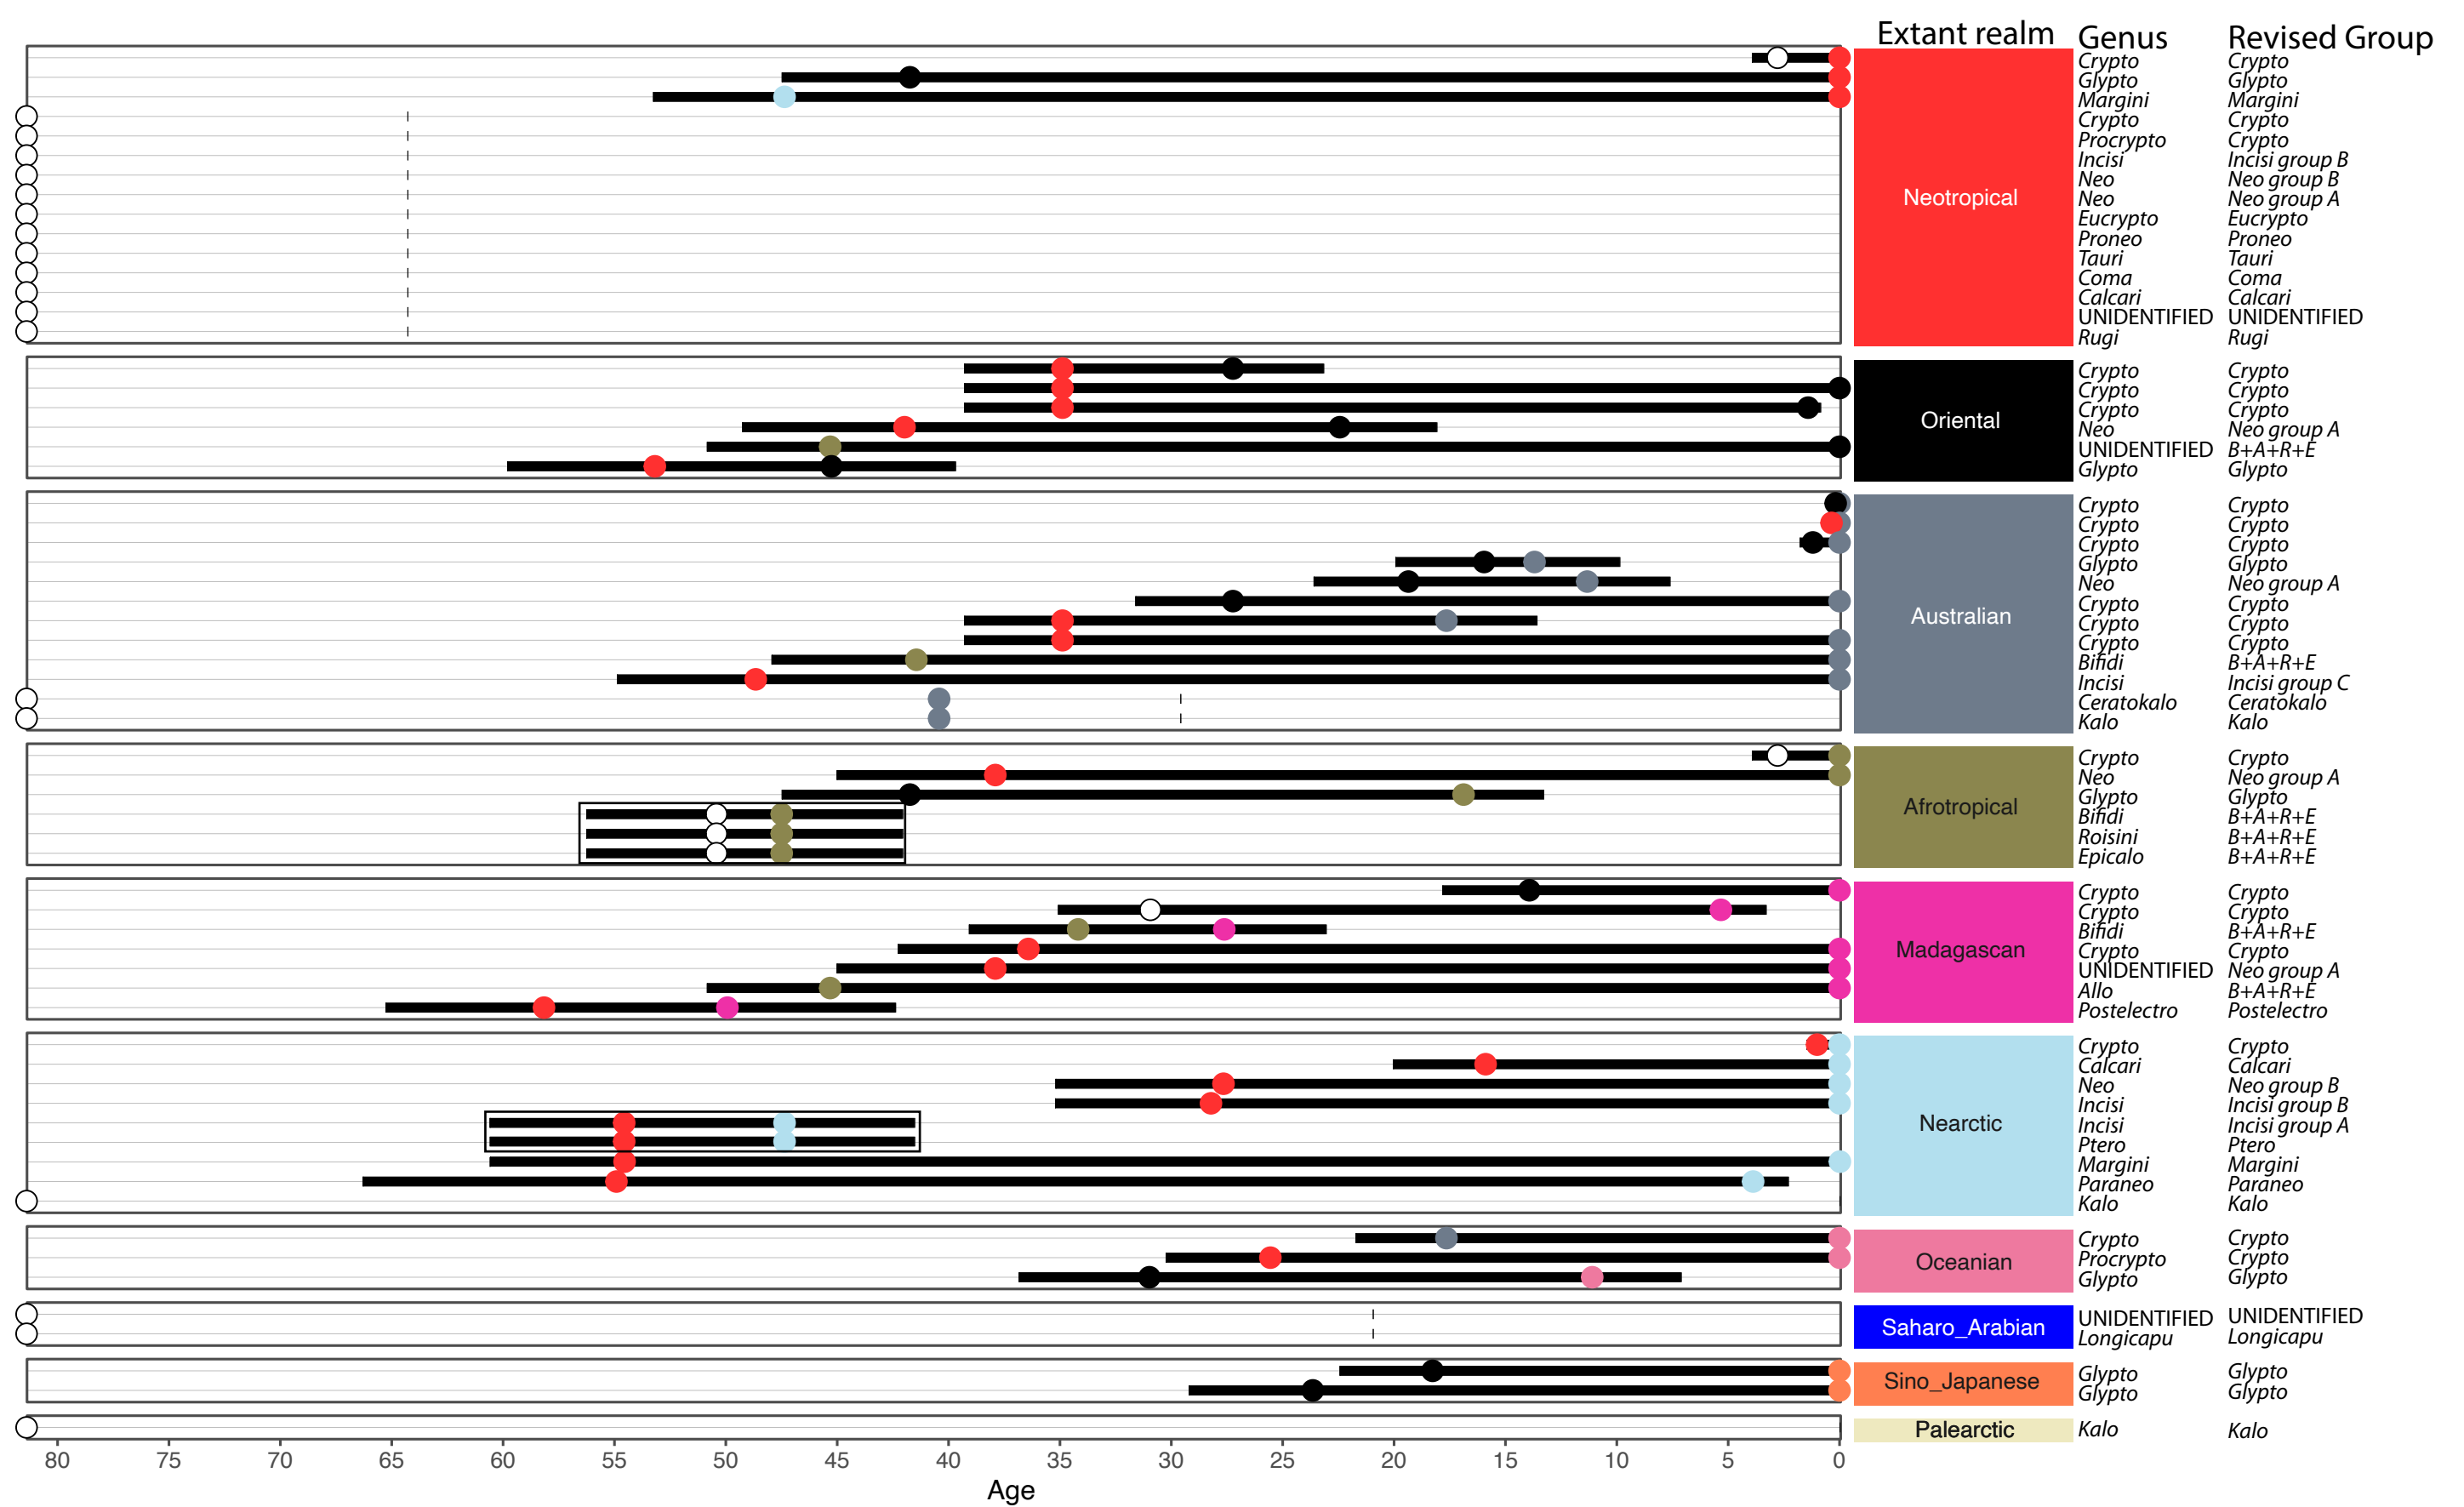 Extant realm Genus Revised Group
Crypto Crypto
Glypto Glypto
Margini Margini
Crypto Crypto
Procrypto Crypto
Incisi Incisi group B
Neo Neo group B
Neotropical Neo Neo group A
Eucrypto Eucrypto
Proneo Proneo
Tauri Tauri
Coma Coma
Calcari Calcari
UNIDENTIFIED UNIDENTIFIED
Rugi Rugi
Crypto Crypto
Crypto Crypto
Crypto Crypto
Oriental Neo Neo group A
UNIDENTIFIED B+A+R+E
Glypto Glypto
Crypto Crypto
Crypto Crypto
Crypto Crypto
Glypto Glypto
Neo Neo group A
Crypto Crypto
Australian Crypto Crypto
Crypto Crypto
Bifidi B+A+R+E
Incisi Incisi group C
Ceratokalo Ceratokalo
Kalo Kalo
Crypto Crypto
Neo Neo group A
Glypto Glypto
Afrotropical Bifidi B+A+R+E
Roisini B+A+R+E
Epicalo B+A+R+E
Crypto Crypto
Crypto Crypto
Bifidi B+A+R+E
Madagascan Crypto Crypto
UNIDENTIFIED Neo group A
Allo B+A+R+E
Postelectro Postelectro
Crypto Crypto
Calcari Calcari
Neo Neo group B
Incisi Incisi group B
Nearctic Incisi Incisi group A
Ptero Ptero
Margini Margini
Paraneo Paraneo
Kalo Kalo
Crypto Crypto
Oceanian Procrypto Crypto
Glypto Glypto
UNIDENTIFIED UNIDENTIFIED
Saharo_Arabian Longicapu Longicapu
Glypto Glypto
Sino_Japanese Glypto Glypto
Palearctic Kalo Kalo
80 75 70 65 60 55 50 45 40 35 30 25 20 15 10 5 0
Age